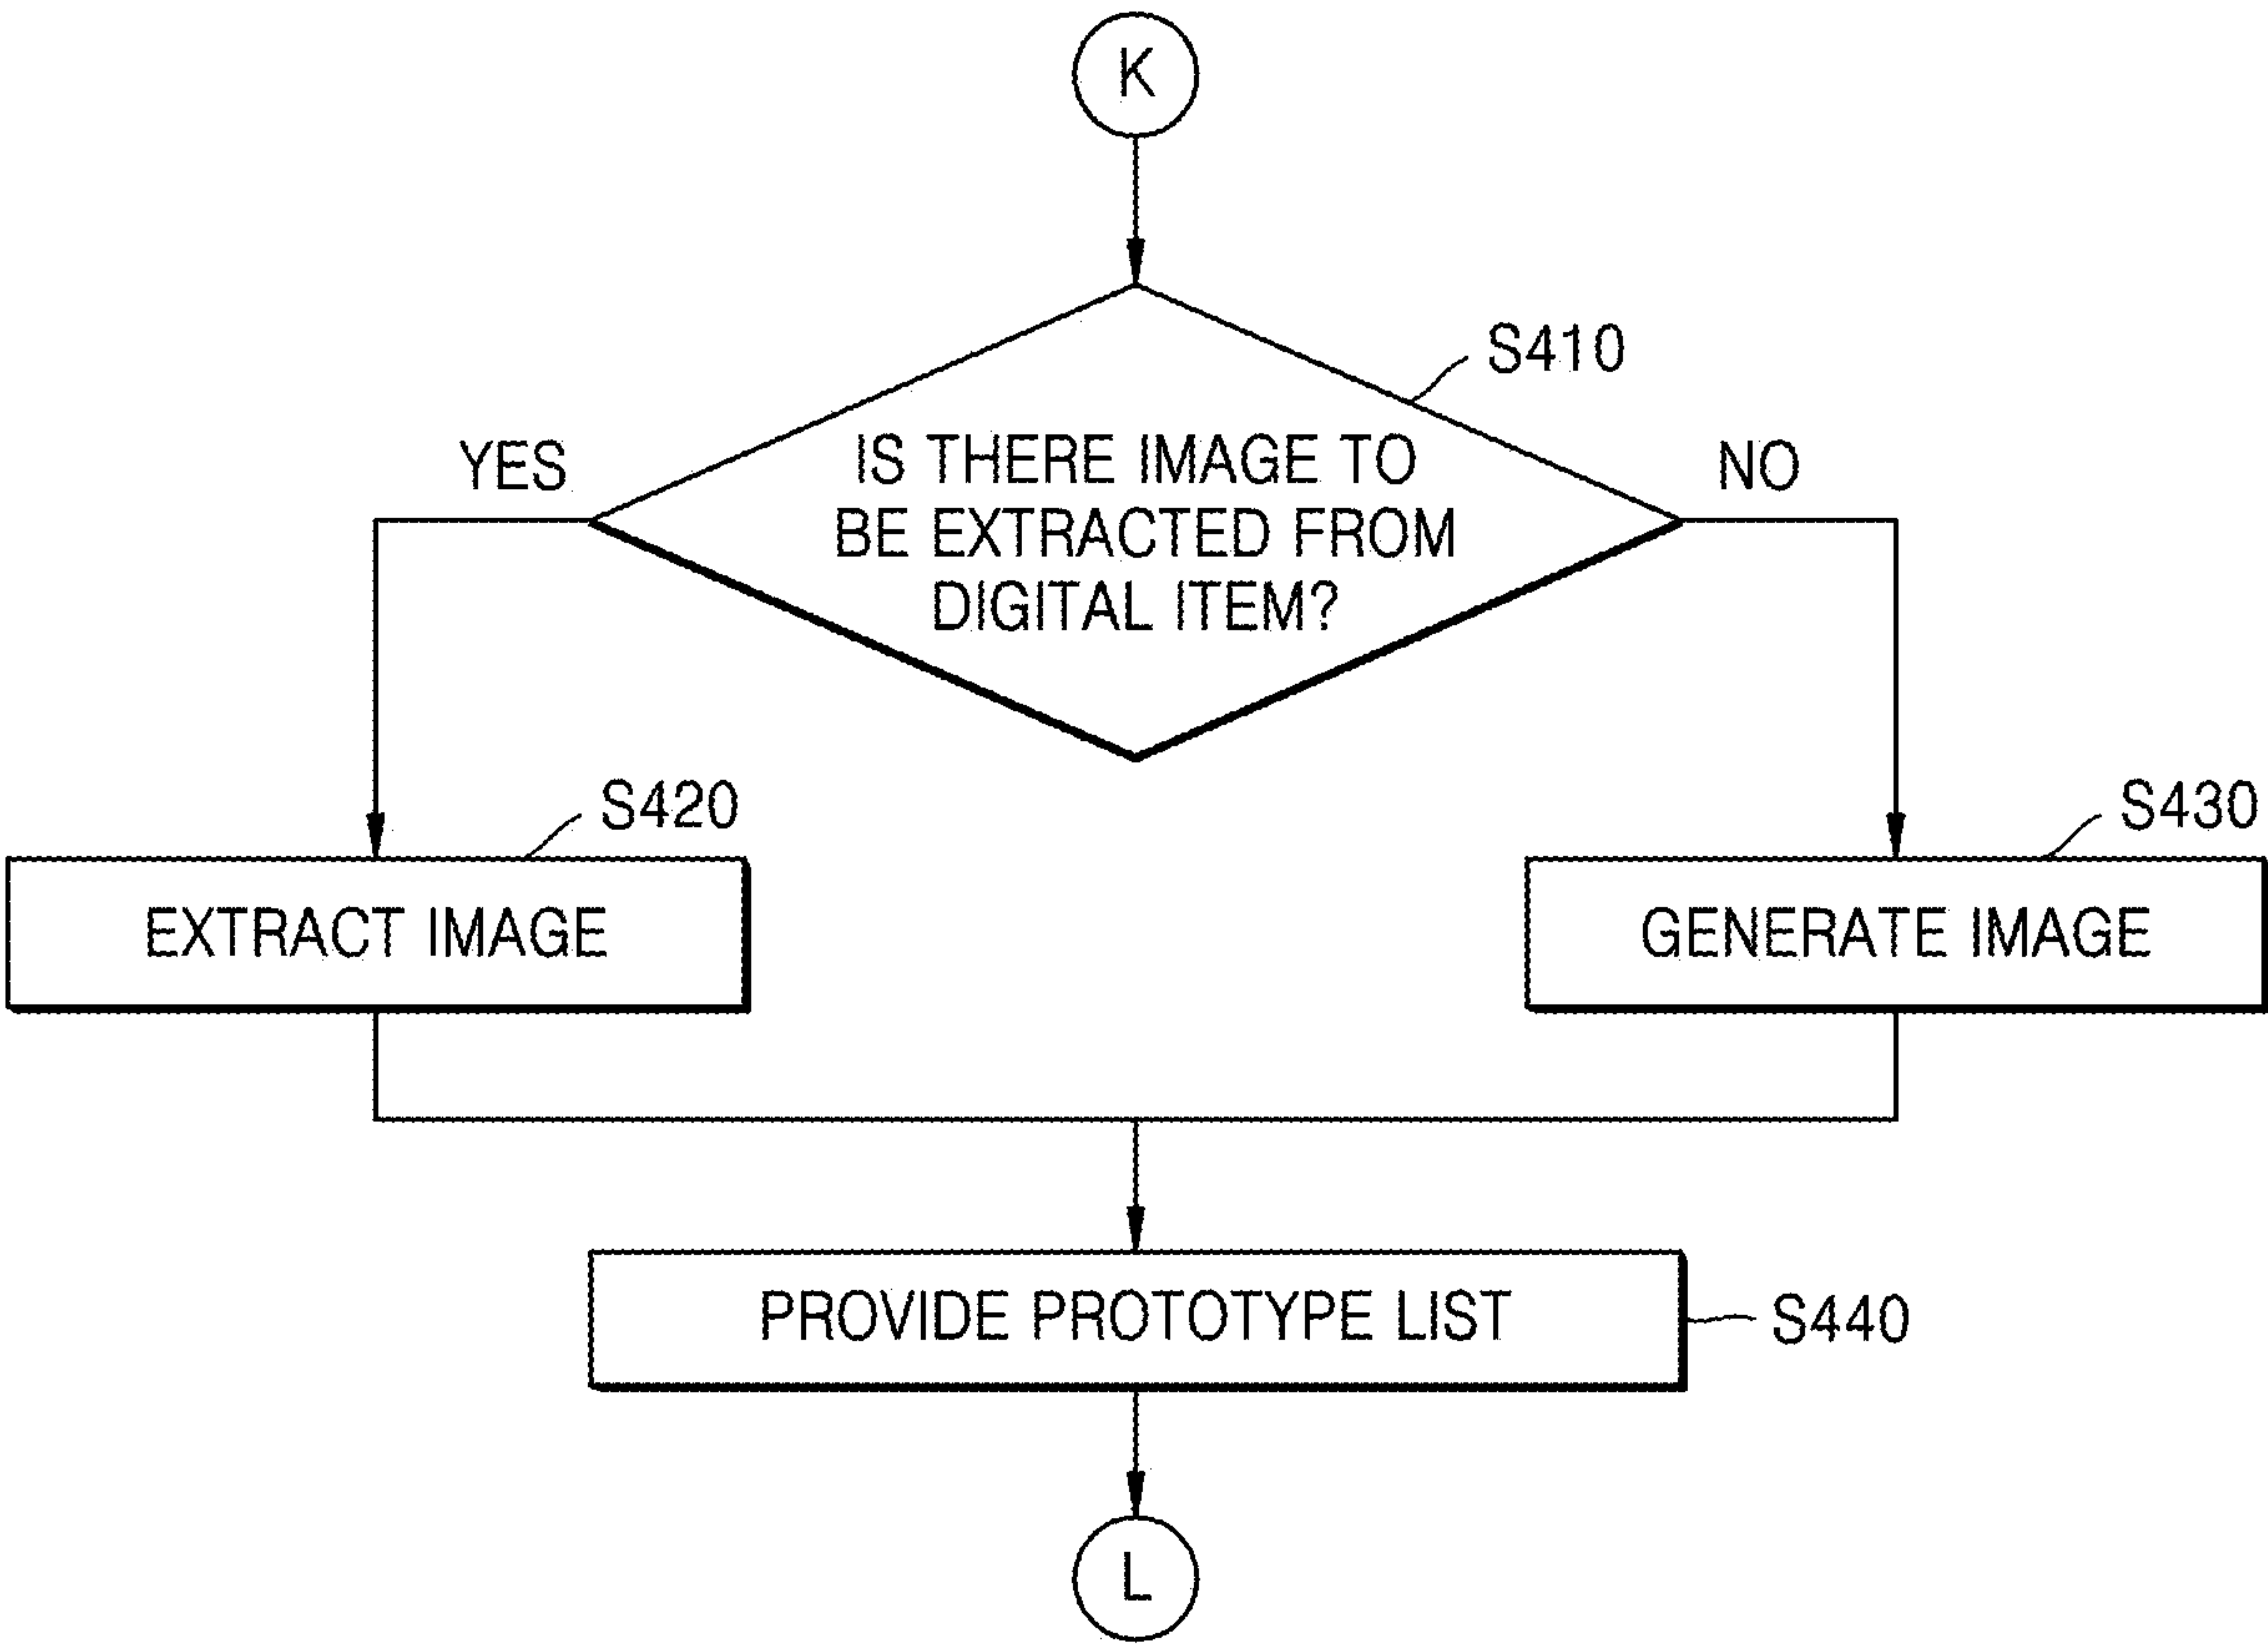 K
S410
YES
IS THERE IMAGE TO
BE EXTRACTED FROM
DIGITAL ITEM?
NO
S420
S430
EXTRACT IMAGE
GENERATE IMAGE
PROVIDE PROTOTYPE LIST
S440
L